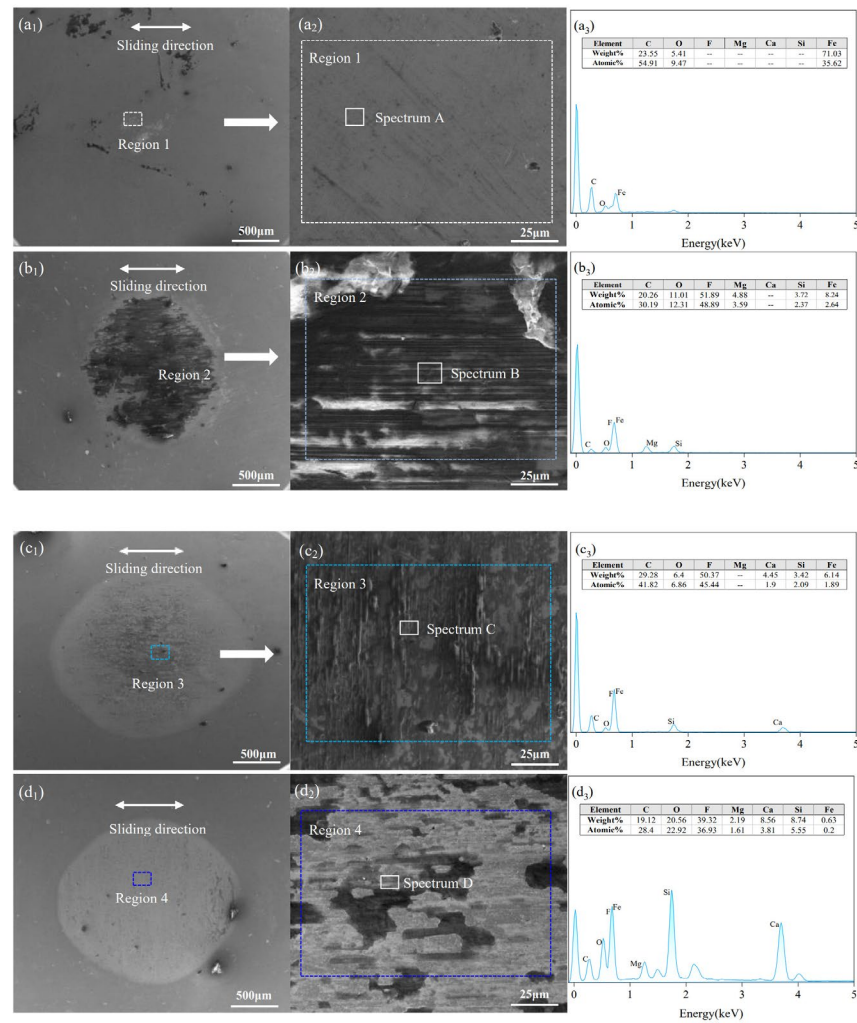 (a₁)
Sliding direction
Region 1
500μm
(a₂)
Region 1
Spectrum A
25μm
(a₃)
Element C O F Mg Ca Si Fe
Weight% 23.55 5.41 -- -- -- -- 71.03
Atomic% 54.91 9.47 -- -- -- -- 35.62
C
O
Fe
0 1 2 3 4 5
Energy(keV)
(b₁)
Sliding direction
Region 2
500μm
(b₂)
Region 2
Spectrum B
25μm
(b₃)
Element C O F Mg Ca Si Fe
Weight% 20.26 11.01 51.89 4.88 -- 3.72 8.24
Atomic% 30.19 12.31 48.89 3.59 -- 2.37 2.64
C
O
F
Fe
Mg
Si
0 1 2 3 4 5
Energy(keV)
(c₁)
Sliding direction
Region 3
500μm
(c₂)
Region 3
Spectrum C
25μm
(c₃)
Element C O F Mg Ca Si Fe
Weight% 29.28 6.4 50.37 -- 4.45 3.42 6.14
Atomic% 41.82 6.86 45.44 -- 1.9 2.09 1.89
C
O
F
Fe
Si
Ca
0 1 2 3 4 5
Energy(keV)
(d₁)
Sliding direction
Region 4
500μm
(d₂)
Region 4
Spectrum D
25μm
(d₃)
Element C O F Mg Ca Si Fe
Weight% 19.12 20.56 39.32 2.19 8.56 8.74 0.63
Atomic% 28.4 22.92 36.93 1.61 3.81 5.55 0.2
C
O
F
Fe
Mg
Si
Ca
0 1 2 3 4 5
Energy(keV)